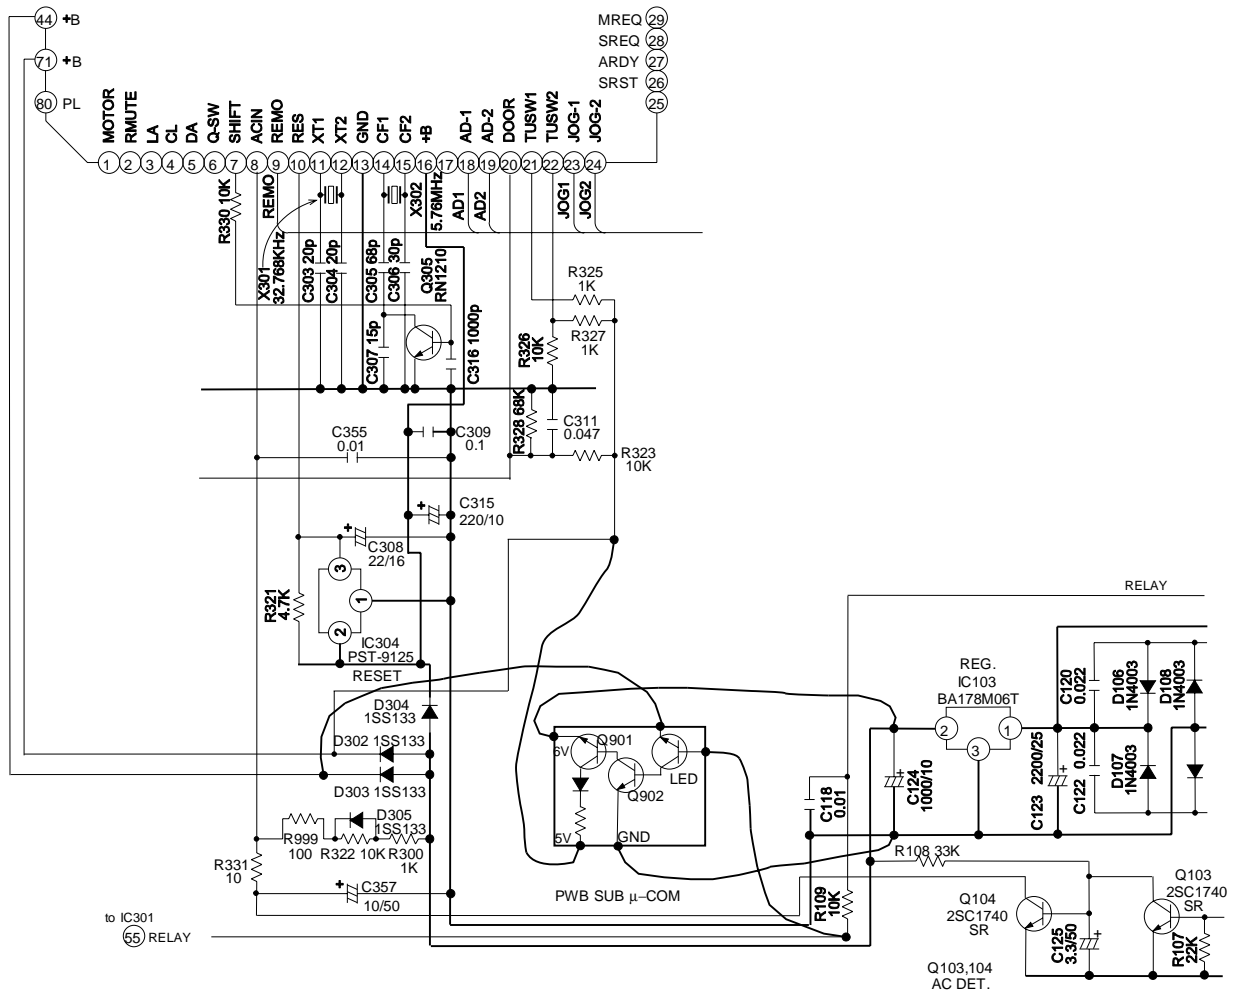 44 +B
71 +B
80 PL
MREQ 29
SREQ 28
ARDY 27
SRST 26
25
MOTOR
RMUTE
LA
CL
DA
Q-SW
SHIFT
ACIN
REMO
RES
XT1
XT2
GND
CF1
CF2
+B
AD-1
AD-2
DOOR
TUSW1
TUSW2
JOG-1
JOG-2
1 2 3 4 5 6 7 8 9 10 11 12 13 14 15 16 17 18 19 20 21 22 23 24
R330 10K
REMO
X301
32.768KHz
C303 20p
C304 20p
C305 68p
C306 30p
X302
5.76MHz
AD1
AD2
JOG1
JOG2
Q305
RN1210
C307 15p
C316 1000p
R325
1K
R327
1K
R326
10K
R328 68K
C311
0.047
R323
10K
C355
0.01
C309
0.1
+
C315
220/10
+
C308
22/16
3
1
2
R321
4.7K
IC304
PST-9125
RESET
D304
1SS133
D302 1SS133
D303 1SS133
D305
1SS133
R999
100
R322 10K
R300
1K
R331
10
+
C357
10/50
to IC301
55 RELAY
6V
Q901
Q902
LED
5V
GND
PWB SUB μ-COM
RELAY
REG.
IC103
BA178M06T
2
1
3
C118
0.01
+
C124
1000/10
+
C123 2200/25
C122 0.022
C120
0.022
D106
1N4003
D108
1N4003
D107
1N4003
R108 33K
R109
10K
Q104
2SC1740
SR
+
C125
3.3/50
Q103
2SC1740
SR
R107
22K
Q103,104
AC DET.